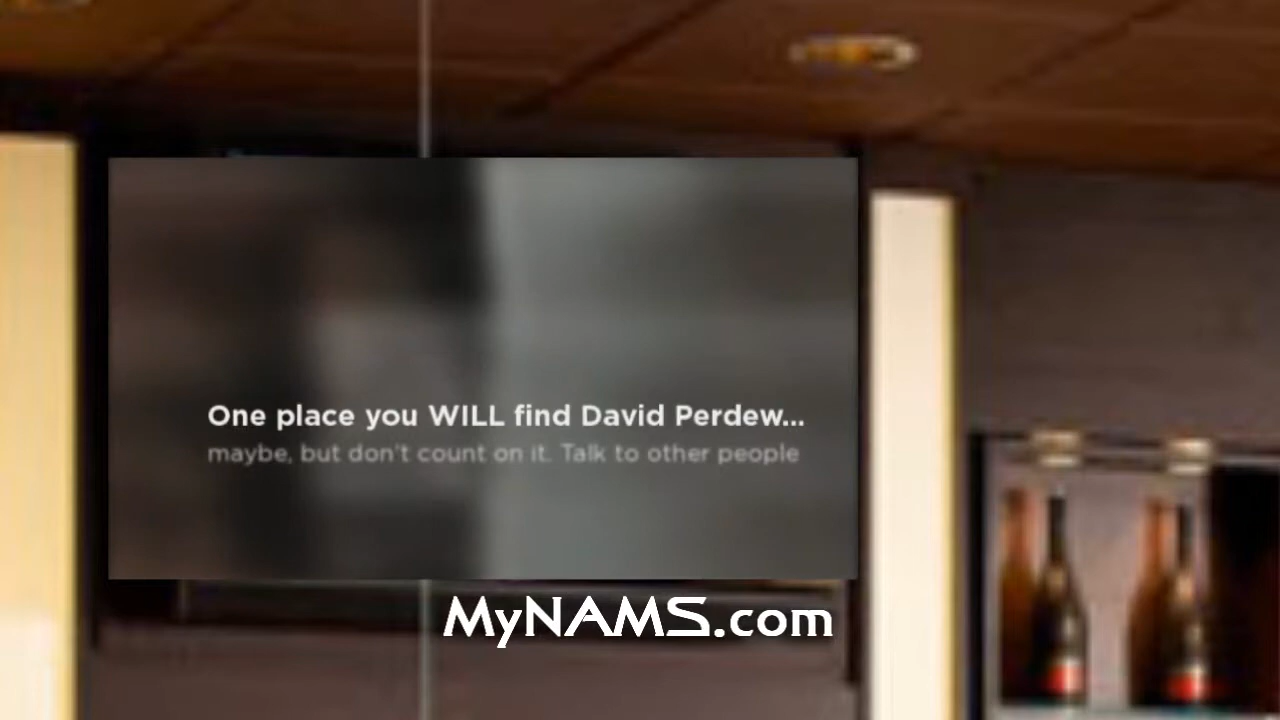 One place you WILL find David Perdew...
maybe, but don't count on it. Talk to other people
MyNAMS.com